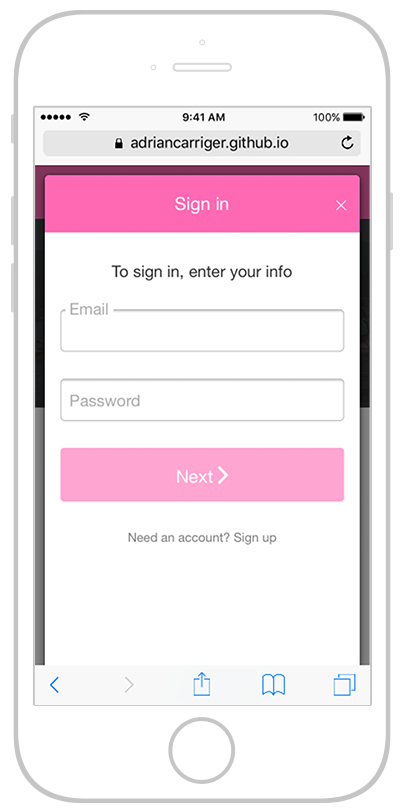 9:41 AM 100%
adriancarriger.github.io
Sign in ×
To sign in, enter your info
Email
Password
Next
Need an account? Sign up